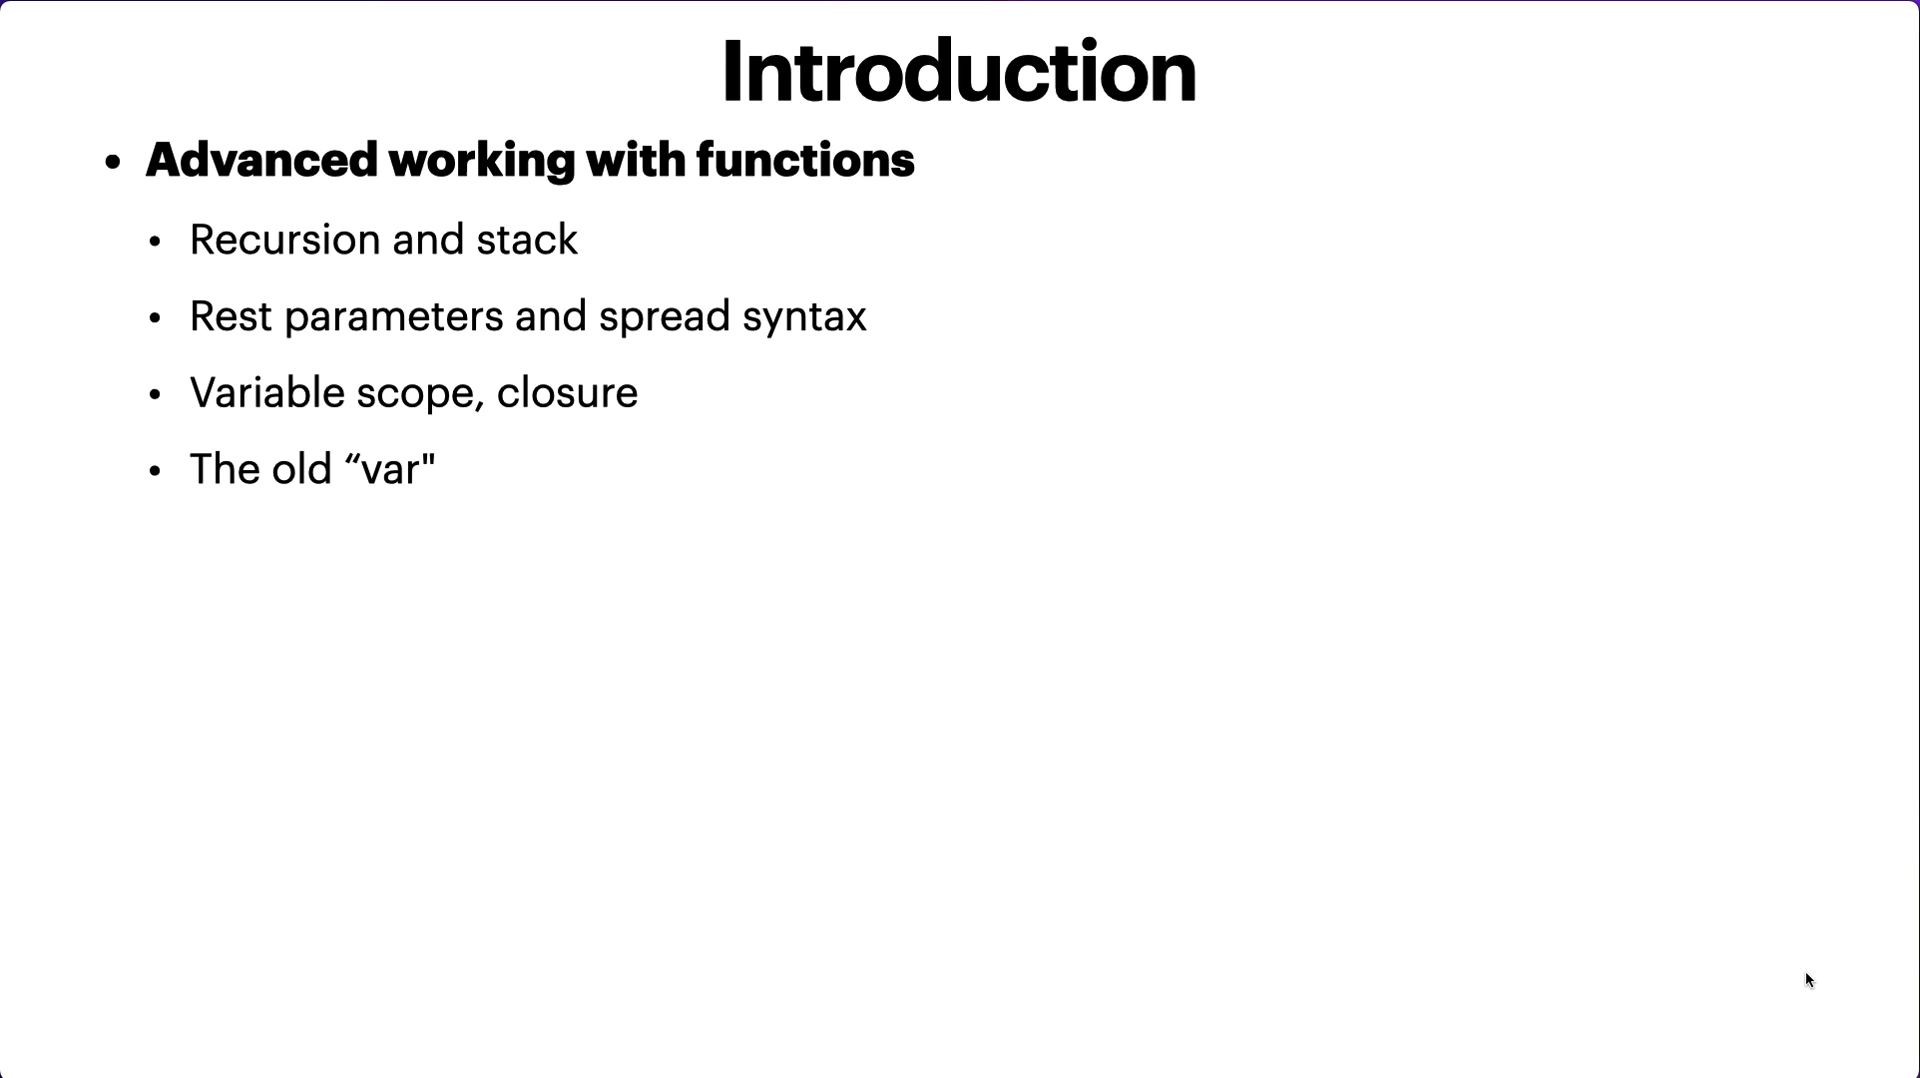 Introduction
• Advanced working with functions
• Recursion and stack
• Rest parameters and spread syntax
• Variable scope, closure
• The old “var"